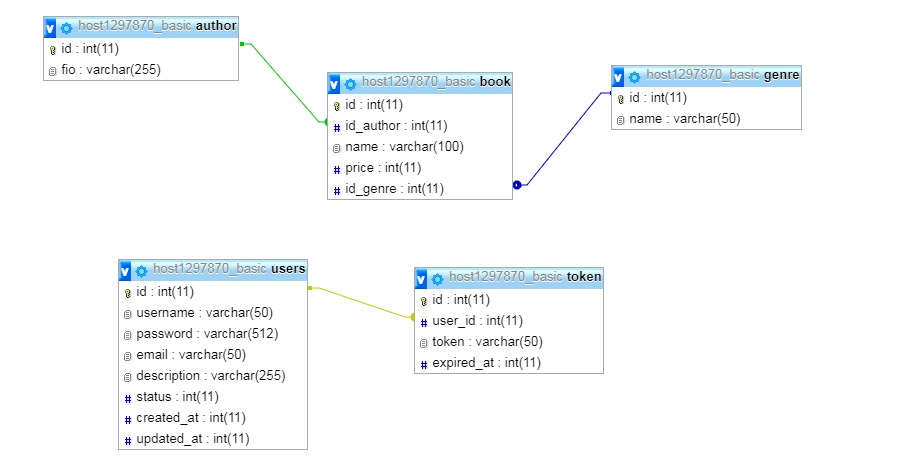 host1297870_basic author
id : int(11)
fio : varchar(255)
host1297870_basic book
id : int(11)
# id_author : int(11)
name : varchar(100)
# price : int(11)
# id_genre : int(11)
host1297870_basic genre
id : int(11)
name : varchar(50)
host1297870_basic users
id : int(11)
username : varchar(50)
password : varchar(512)
email : varchar(50)
description : varchar(255)
# status : int(11)
# created_at : int(11)
# updated_at : int(11)
host1297870_basic token
id : int(11)
# user_id : int(11)
token : varchar(50)
# expired_at : int(11)